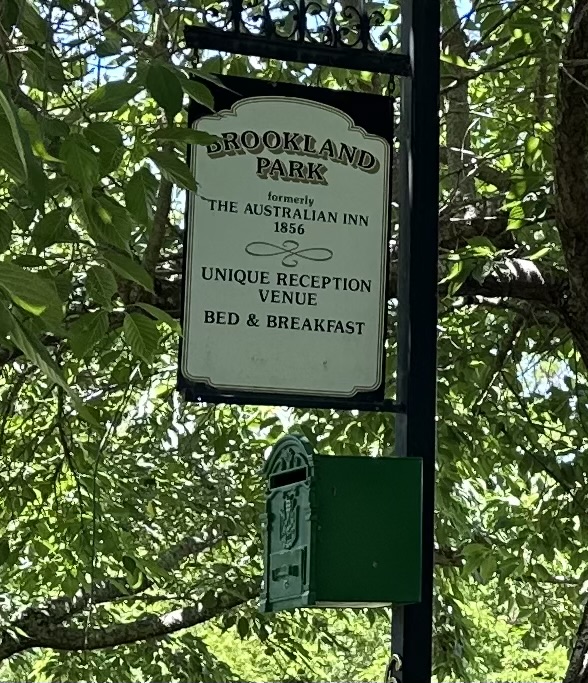 BROOKLAND
PARK
formerly
THE AUSTRALIAN INN
1856
UNIQUE RECEPTION
VENUE
BED & BREAKFAST